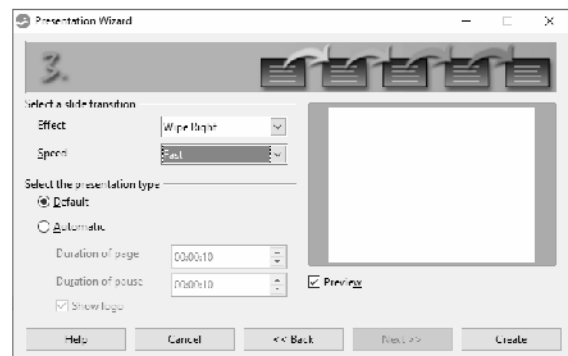 Presentation Wizard
3.
Select a slide transition
Effect
Wipe Right
Speed
Fast
Select the presentation type
Default
Automatic
Duration of page
00:00:10
Duration of pause
00:00:10
Show logo
Preview
Help
Cancel
<< Back
Next >>
Create